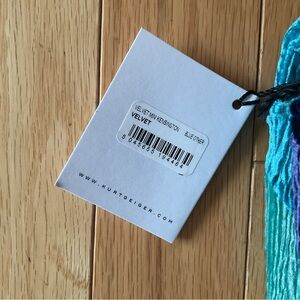 VELVET MINI KENSINGTON BLUE OTHER
VELVET
WWW.KURTGEIGER.COM